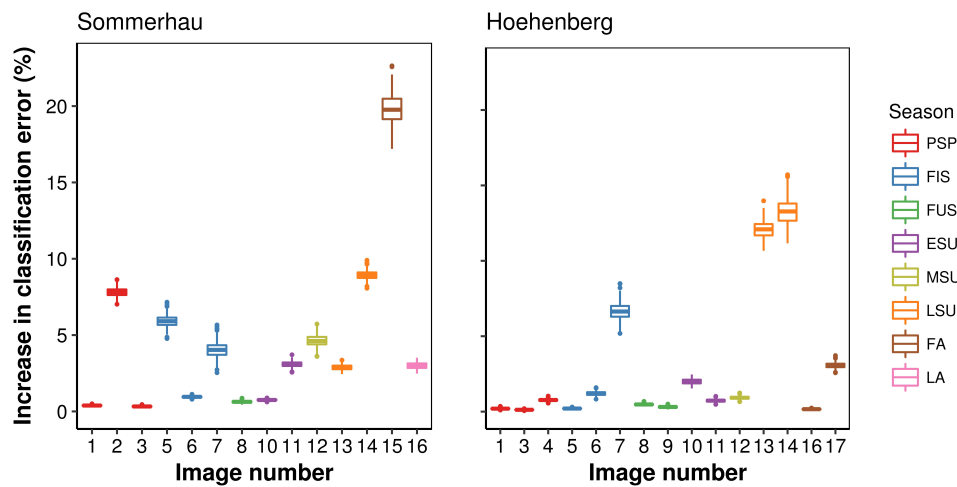 Sommerhau
Hoehenberg
Increase in classification error (%)
20
15
10
5
0
1 2 3 5 6 7 8 10 11 12 13 14 15 16
Image number
1 3 4 5 6 7 8 9 10 11 12 13 14 16 17
Image number
Season
PSP
FIS
FUS
ESU
MSU
LSU
FA
LA